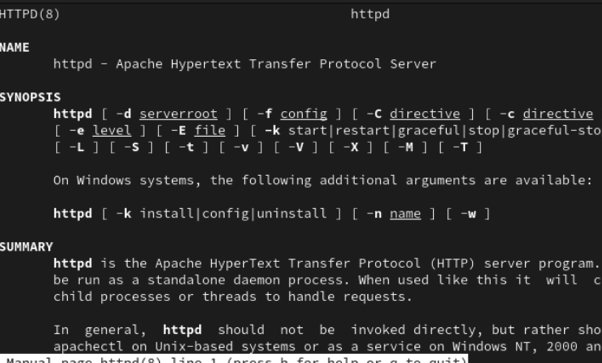 HTTPD(8) httpd
NAME
httpd - Apache Hypertext Transfer Protocol Server
SYNOPSIS
httpd [ -d serverroot ] [ -f config ] [ -C directive ] [ -c directive
[ -e level ] [ -E file ] [ -k start|restart|graceful|stop|graceful-sto
[ -L ] [ -S ] [ -t ] [ -v ] [ -V ] [ -X ] [ -M ] [ -T ]
On Windows systems, the following additional arguments are available:
httpd [ -k install|config|uninstall ] [ -n name ] [ -w ]
SUMMARY
httpd is the Apache HyperText Transfer Protocol (HTTP) server program.
be run as a standalone daemon process. When used like this it will c
child processes or threads to handle requests.
In general, httpd should not be invoked directly, but rather sho
apachectl on Unix-based systems or as a service on Windows NT, 2000 an
Manual page httpd(8) line 1 (press h for help or q to quit)